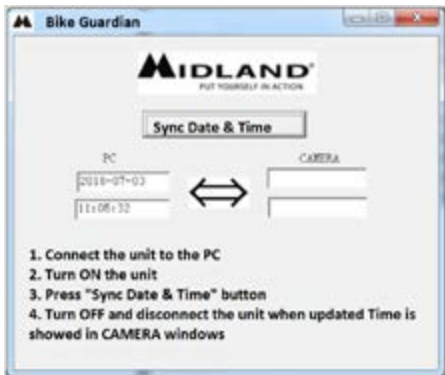 Bike Guardian
MIDLAND
PUT YOURSELF IN ACTION
Sync Date & Time
PC
CAMERA
2018-07-03
11:05:32
1. Connect the unit to the PC
2. Turn ON the unit
3. Press "Sync Date & Time" button
4. Turn OFF and disconnect the unit when updated Time is
showed in CAMERA windows